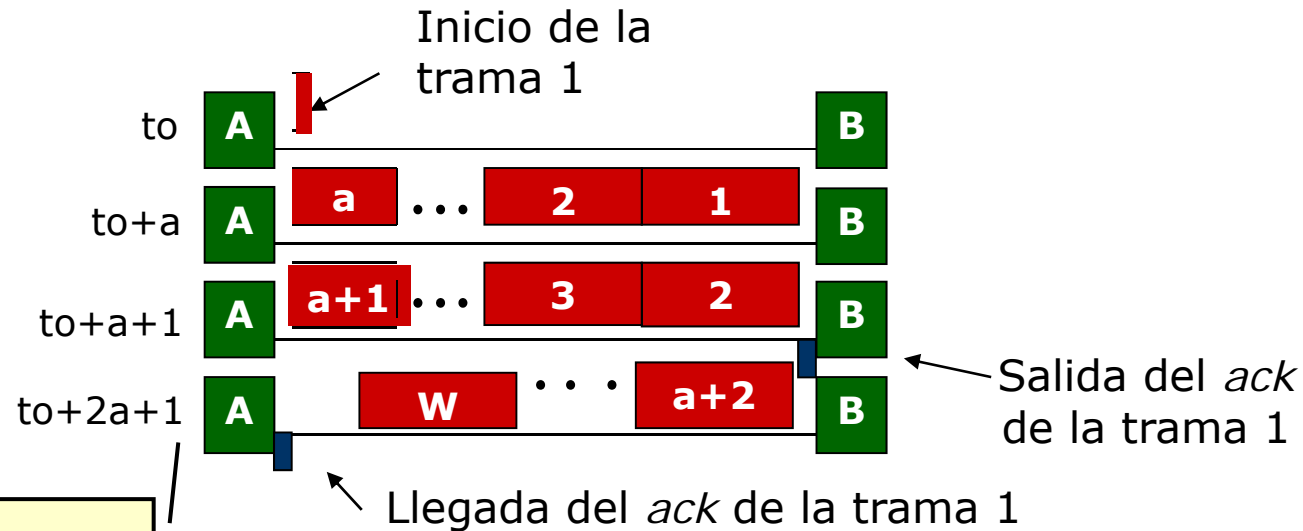 Inicio de la
trama 1
to A B
a ... 2 1
to+a A B
a+1 ... 3 2
to+a+1 A B
Salida del ack
de la trama 1
W ... a+2
to+2a+1 A B
Llegada del ack de la trama 1